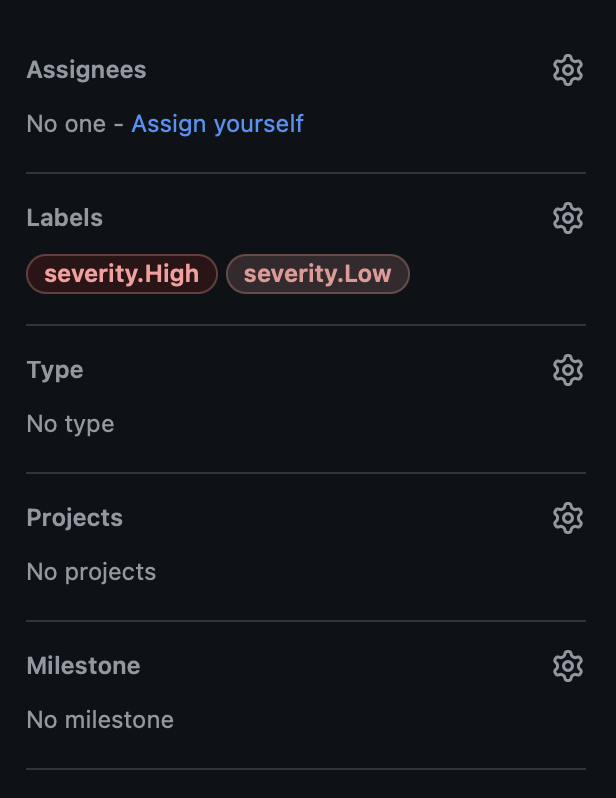 Assignees
No one - Assign yourself
Labels
severity.High severity.Low
Type
No type
Projects
No projects
Milestone
No milestone